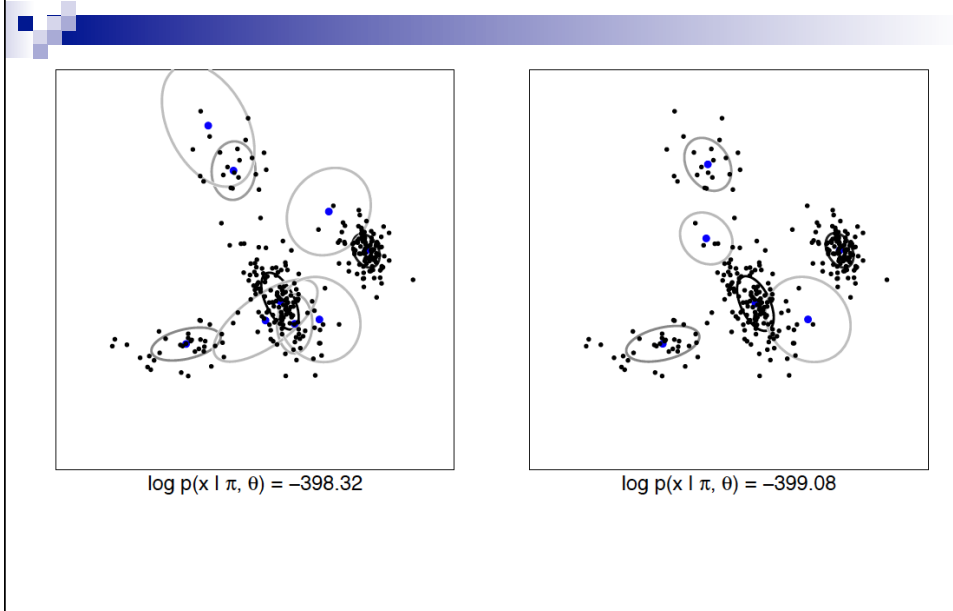 log p(x | π, θ) = −398.32
log p(x | π, θ) = −399.08